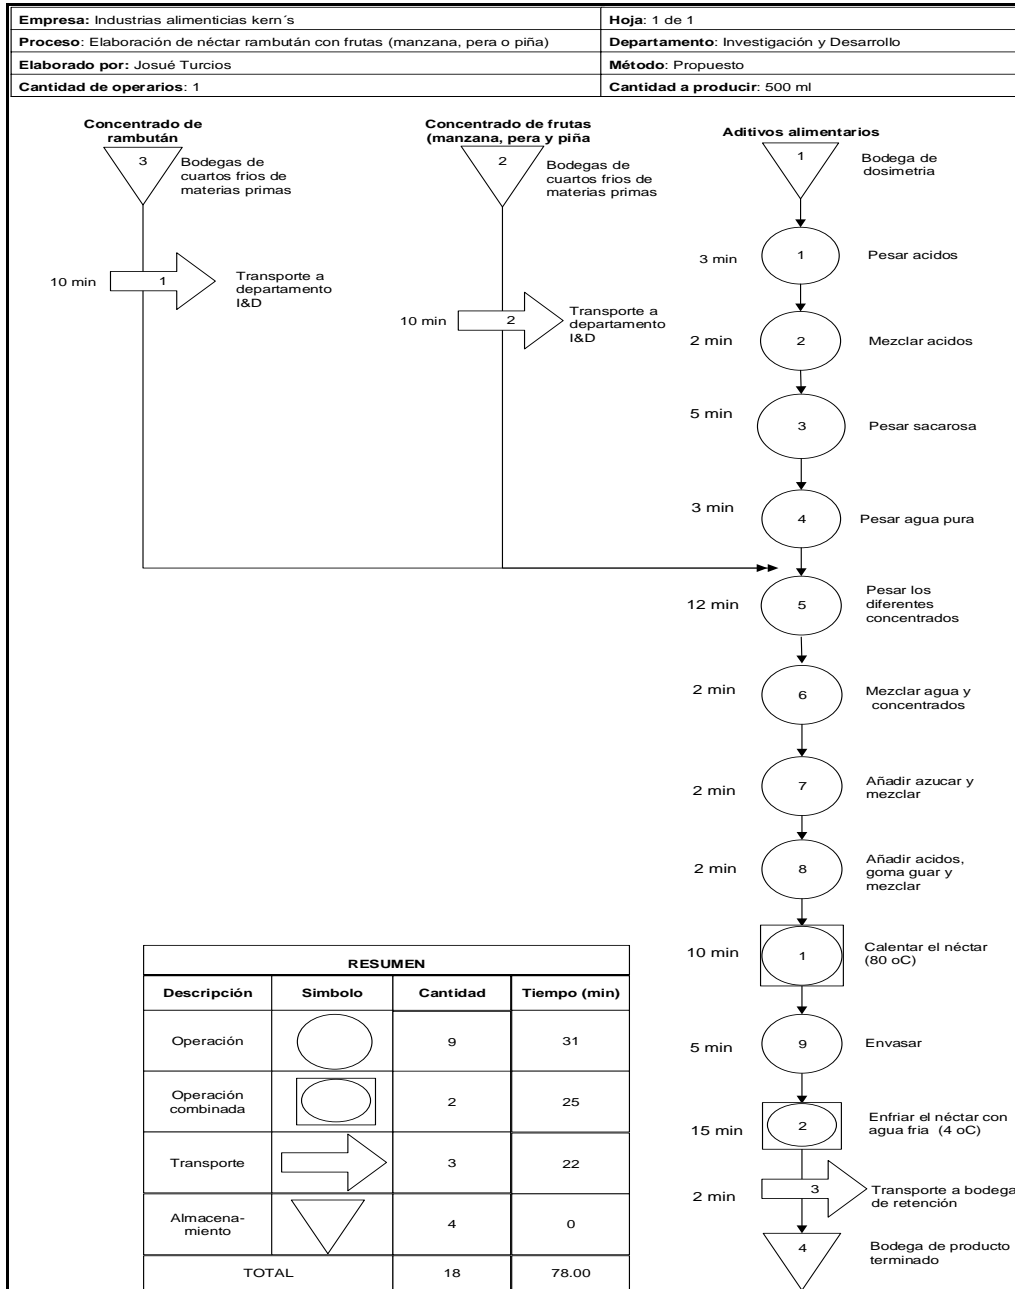 Empresa: Industrias alimenticias kern´s
Hoja: 1 de 1
Proceso: Elaboración de néctar rambután con frutas (manzana, pera o piña)
Departamento: Investigación y Desarrollo
Elaborado por: Josué Turcios
Método: Propuesto
Cantidad de operarios: 1
Cantidad a producir: 500 ml
Concentrado de
rambután
3
Bodegas de
cuartos frios de
materias primas
10 min
1
Transporte a
departamento
I&D
Concentrado de frutas
(manzana, pera y piña
2
Bodegas de
cuartos frios de
materias primas
10 min
2
Transporte a
departamento
I&D
Aditivos alimentarios
1
Bodega de
dosimetria
3 min
1
Pesar acidos
2 min
2
Mezclar acidos
5 min
3
Pesar sacarosa
3 min
4
Pesar agua pura
12 min
5
Pesar los
diferentes
concentrados
2 min
6
Mezclar agua y
concentrados
2 min
7
Añadir azucar y
mezclar
2 min
8
Añadir acidos,
goma guar y
mezclar
10 min
1
Calentar el néctar
(80 oC)
5 min
9
Envasar
15 min
2
Enfriar el néctar con
agua fria (4 oC)
2 min
3
Transporte a bodega
de retención
4
Bodega de producto
terminado
RESUMEN
Descripción Simbolo Cantidad Tiempo (min)
Operación 9 31
Operación
combinada 2 25
Transporte 3 22
Almacena-
miento 4 0
TOTAL 18 78.00